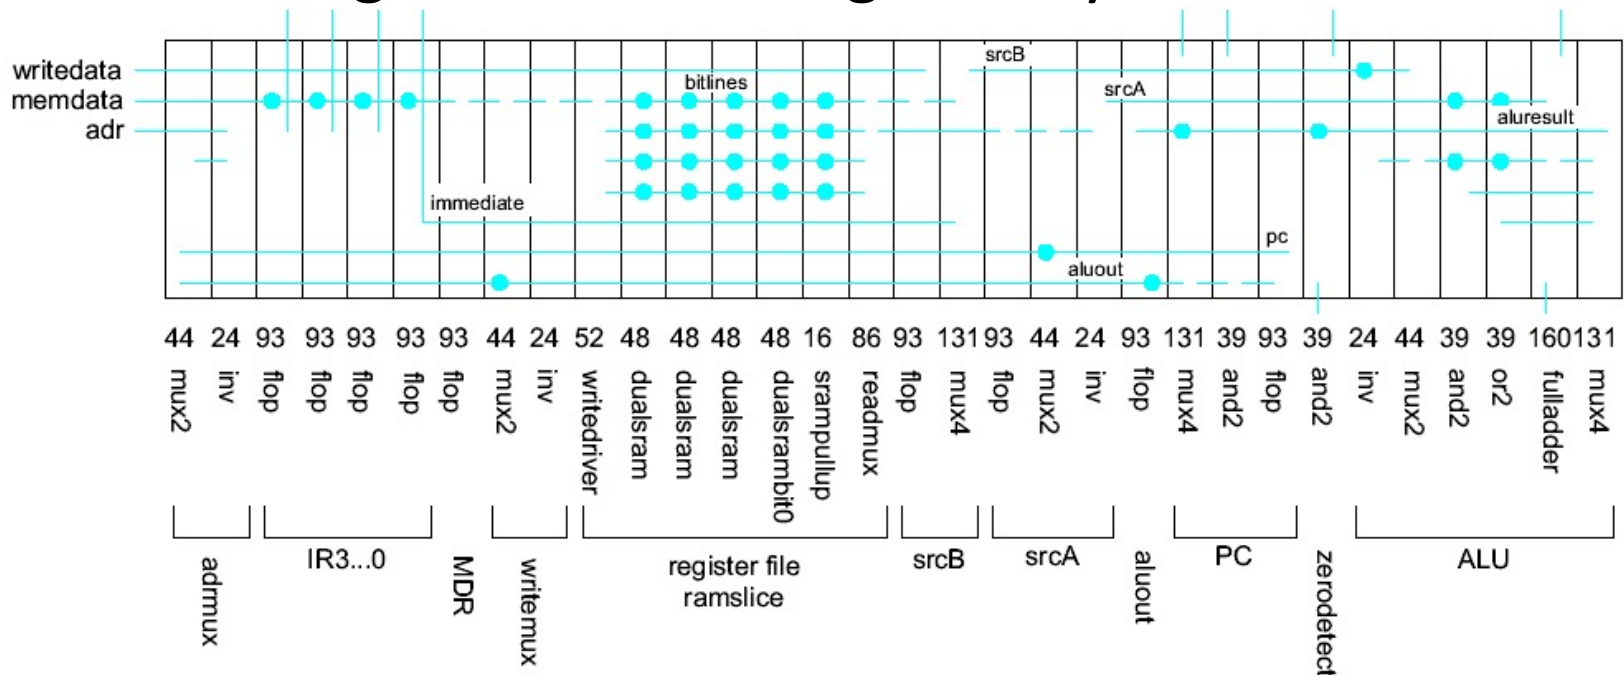 writedata
memdata
adr
srcB
bitlines
srcA
aluresult
immediate
pc
aluout
44 24 93 93 93 93 93 44 24 52 48 48 48 48 16 86 93 131 93 44 24 93 131 39 93 39 24 44 39 39 160 131
mux2
inv
flop
flop
flop
flop
flop
mux2
inv
writedriver
dualsram
dualsram
dualsram
dualsrambit0
srampullup
readmux
flop
mux4
flop
mux2
inv
flop
mux4
and2
flop
and2
inv
mux2
and2
or2
fulladder
mux4
adrmux
IR3...0
MDR
writemux
register file
ramslice
srcB
srcA
aluout
PC
zerodetect
ALU